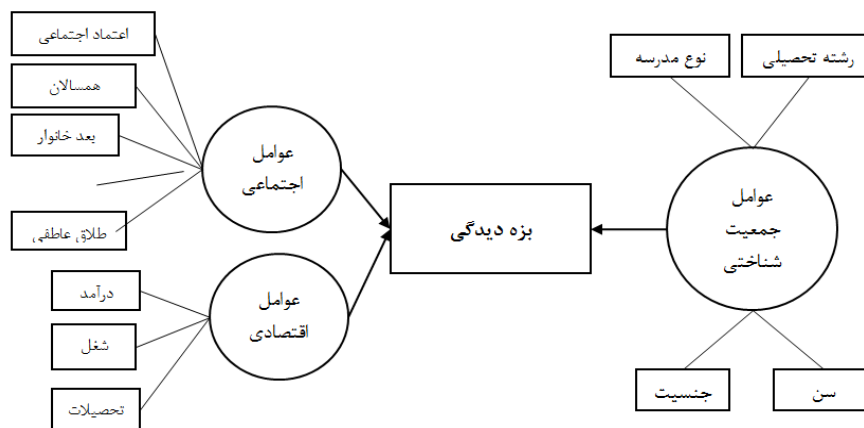 اعتماد اجتماعی
همسالان
بعد خانوار
طلاق عاطفی
عوامل
اجتماعی
درآمد
شغل
تحصیلات
عوامل
اقتصادی
بزه دیدگی
نوع مدرسه
رشته تحصیلی
عوامل
جمعیت
شناختی
جنسیت
سن